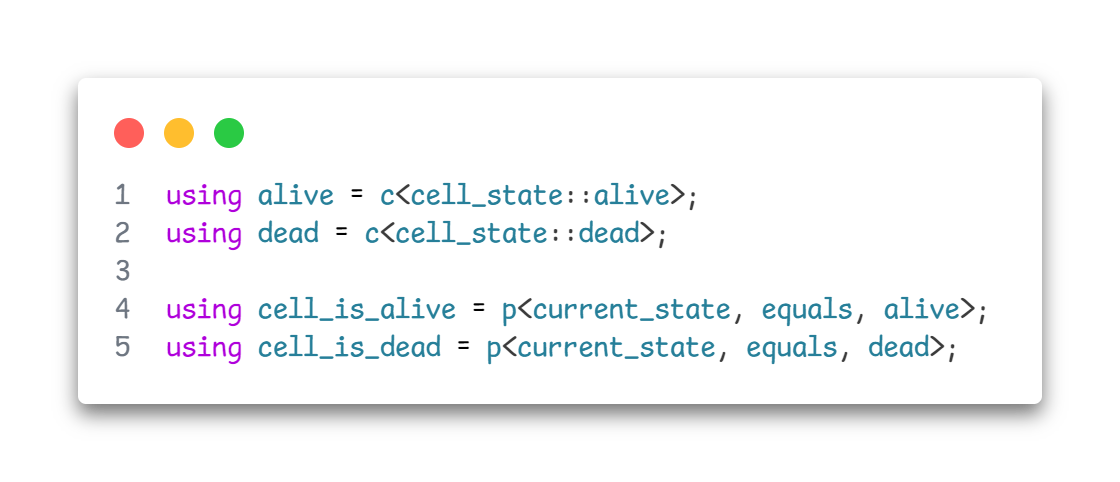 1 using alive = c<cell_state::alive>;
2 using dead = c<cell_state::dead>;
3
4 using cell_is_alive = p<current_state, equals, alive>;
5 using cell_is_dead = p<current_state, equals, dead>;